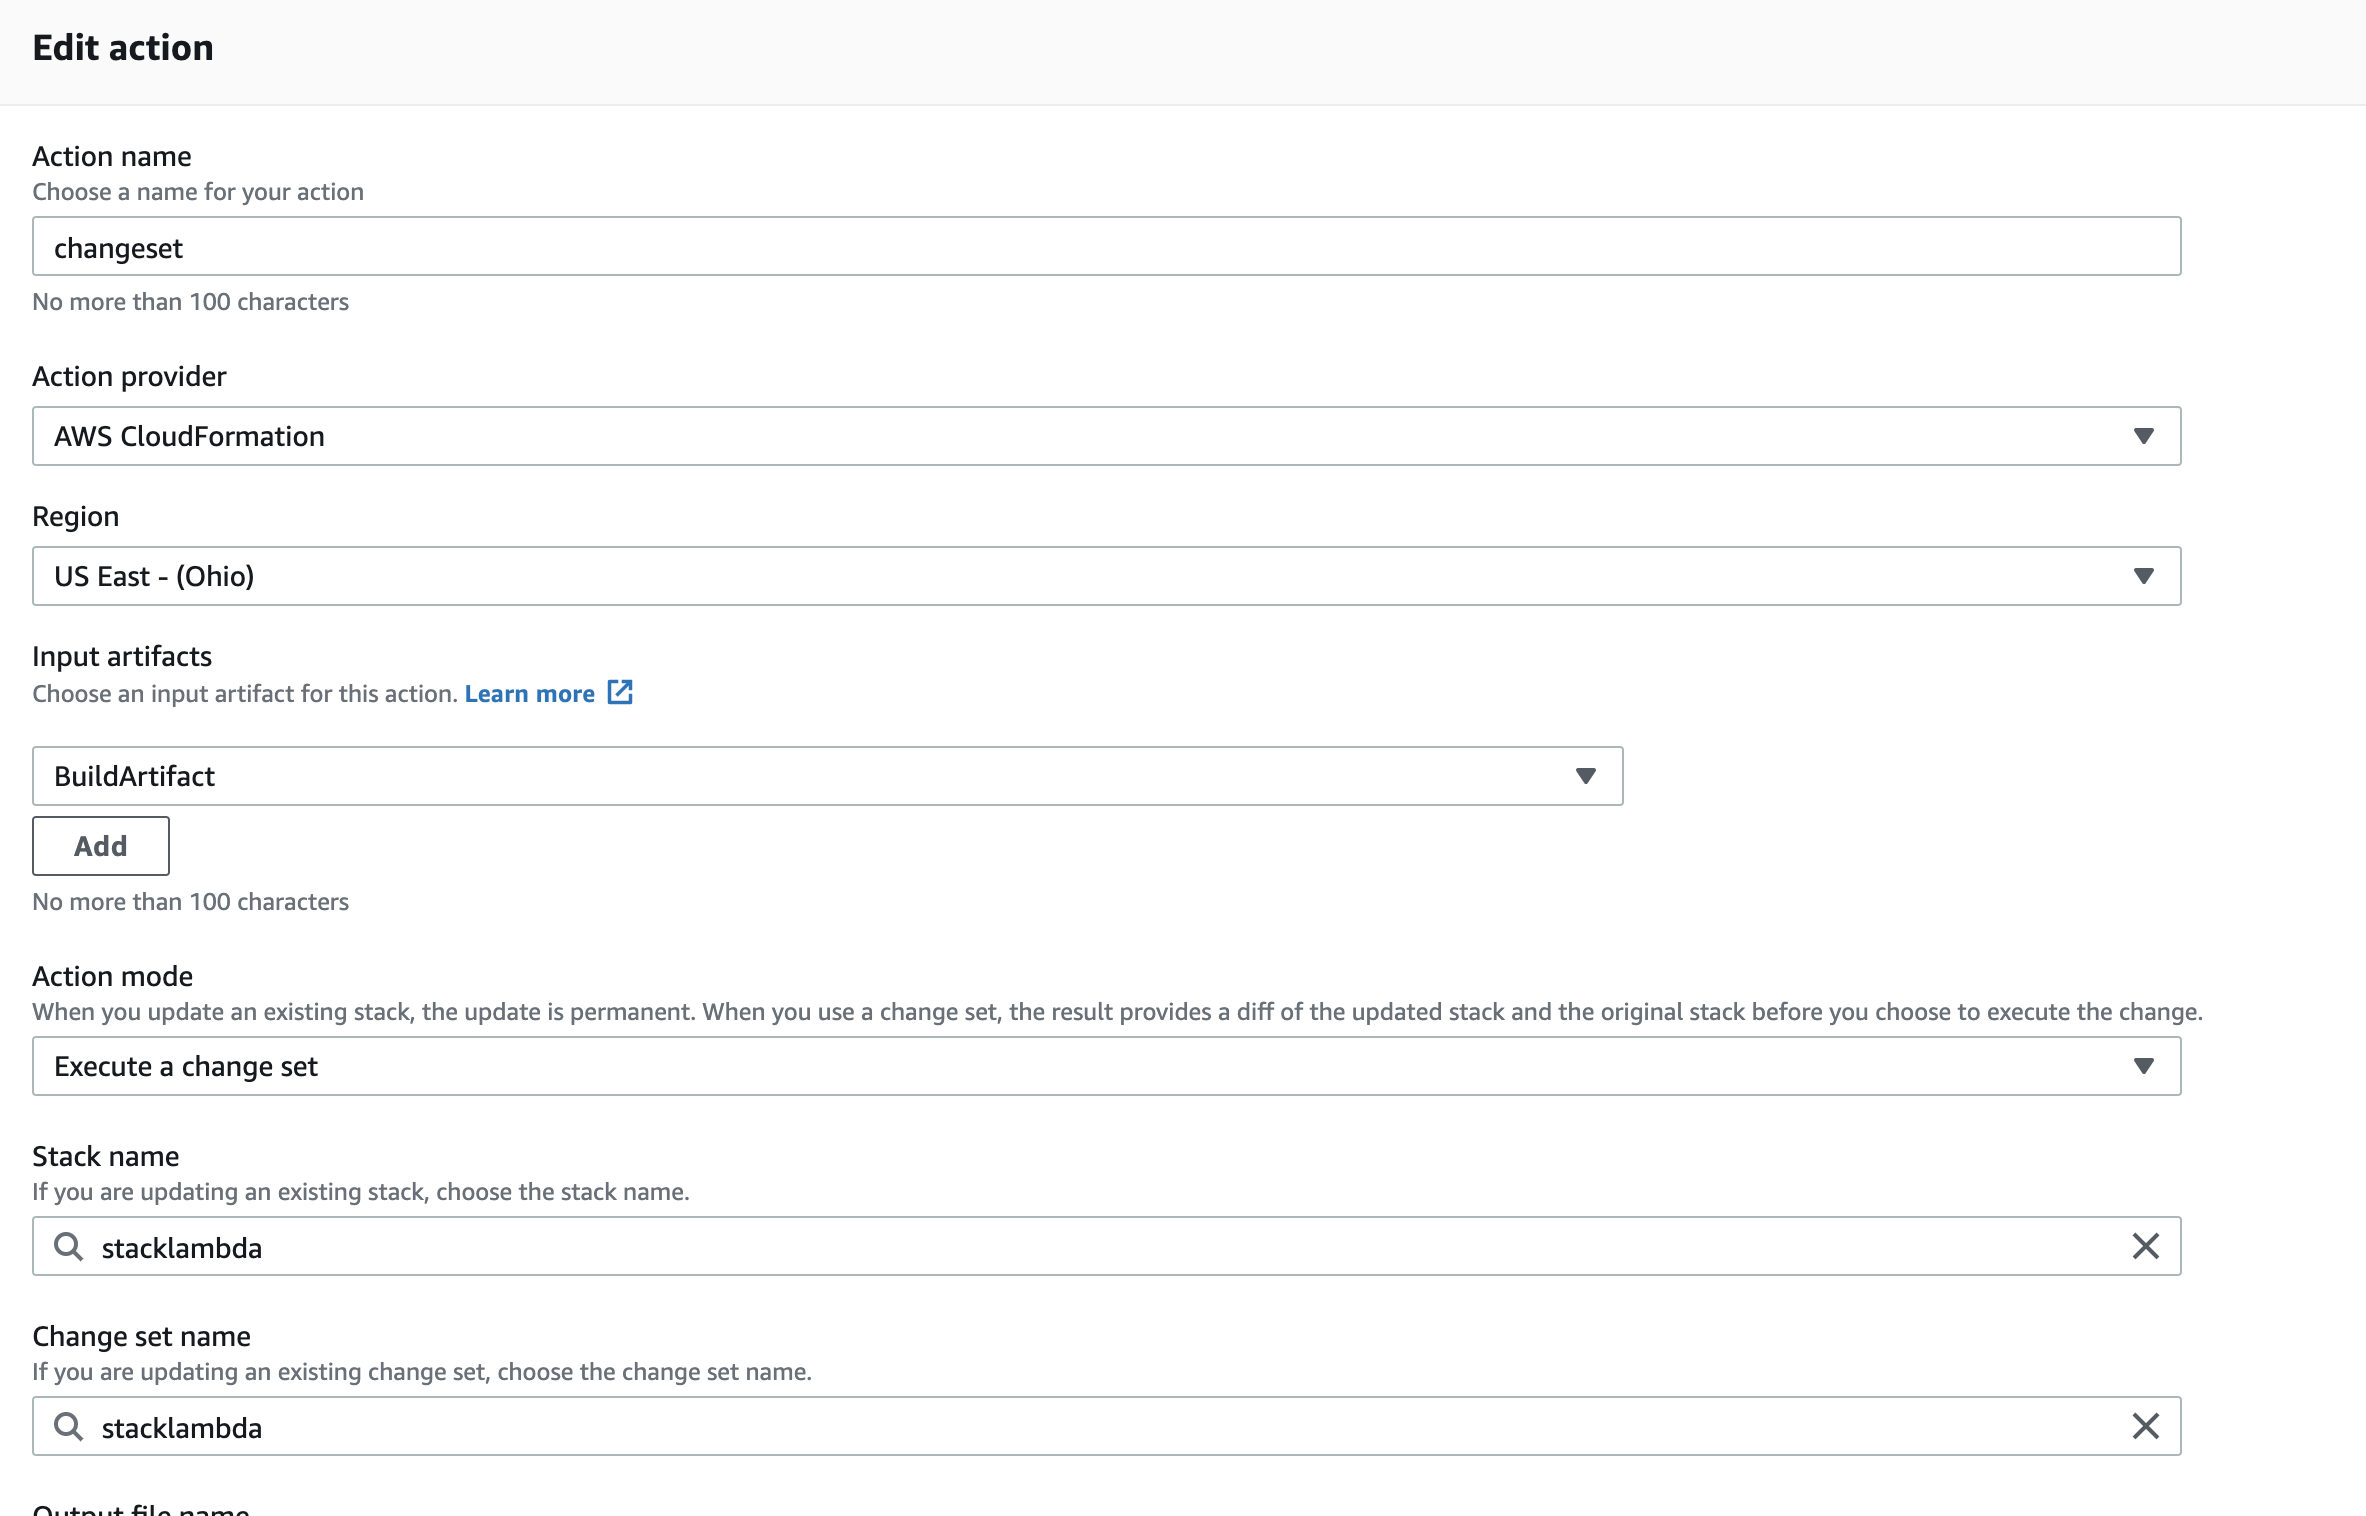 Edit action
Action name
Choose a name for your action
changeset
No more than 100 characters
Action provider
AWS CloudFormation
Region
US East - (Ohio)
Input artifacts
Choose an input artifact for this action. Learn more
BuildArtifact
Add
No more than 100 characters
Action mode
When you update an existing stack, the update is permanent. When you use a change set, the result provides a diff of the updated stack and the original stack before you choose to execute the change.
Execute a change set
Stack name
If you are updating an existing stack, choose the stack name.
stacklambda
Change set name
If you are updating an existing change set, choose the change set name.
stacklambda
Output file name